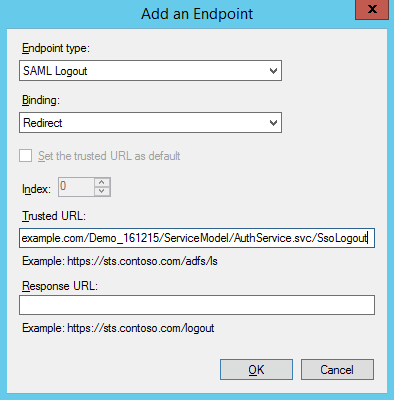 Add an Endpoint
x
Endpoint type:
SAML Logout
Binding:
Redirect
Set the trusted URL as default
Index:
0
Trusted URL:
example.com/Demo_161215/ServiceModel/AuthService.svc/SsoLogout
Example: https://sts.contoso.com/adfs/ls
Response URL:
Example: https://sts.contoso.com/logout
OK
Cancel